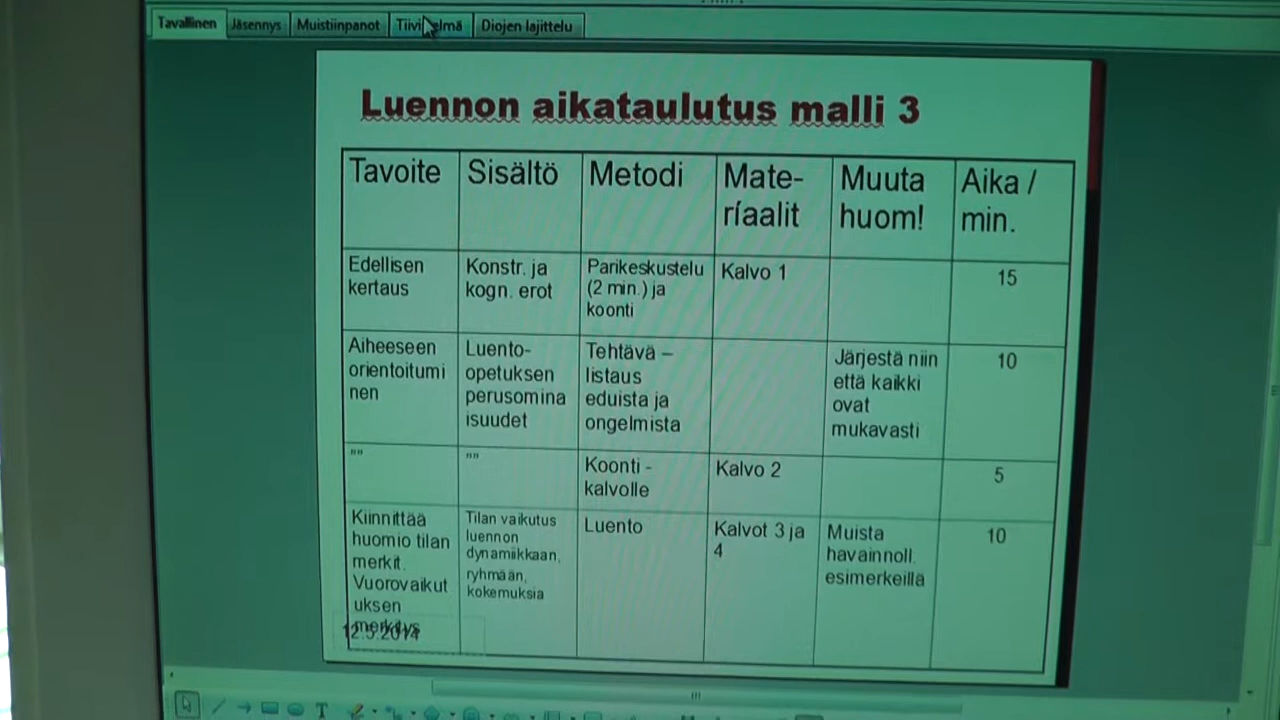 Tavallinen Jäsennys Muistiinpanot Tiivistelmä Diojen lajittelu
Luennon aikataulutus malli 3
Tavoite
Sisältö
Metodi
Mate-
ríaalit
Muuta
huom!
Aika /
min.
Edellisen
kertaus
Konstr. ja
kogn. erot
Parikeskustelu
(2 min.) ja
koonti
Kalvo 1
15
Aiheeseen
orientoitumi
nen
Luento-
opetuksen
perusomina
isuudet
Tehtävä –
listaus
eduista ja
ongelmista
Järjestä niin
että kaikki
ovat
mukavasti
10
""
""
Koonti -
kalvolle
Kalvo 2
5
Kiinnittää
huomio tilan
merkit.
Vuorovaikut
uksen
merkitys
Tilan vaikutus
luennon
dynamiikkaan,
ryhmään,
kokemuksia
Luento
Kalvot 3 ja
4
Muista
havainnoll.
esimerkeillä
10
12.5.2014